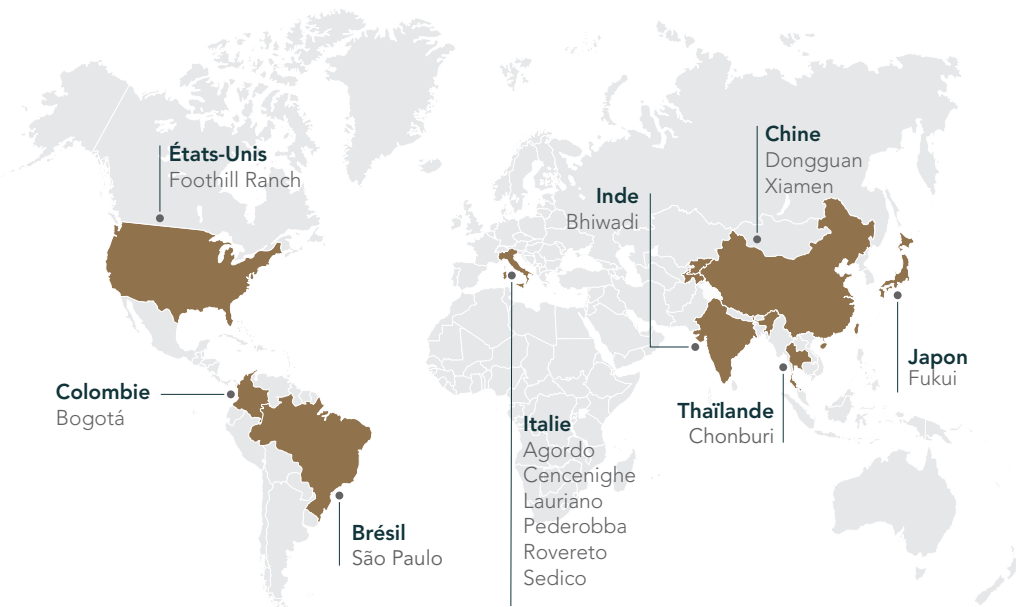 États-Unis
Foothill Ranch
Chine
Dongguan
Xiamen
Inde
Bhiwadi
Japon
Fukui
Colombie
Bogotá
Thaïlande
Chonburi
Italie
Agordo
Cencenighe
Lauriano
Pederobba
Rovereto
Sedico
Brésil
São Paulo